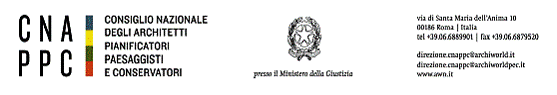 CNA
PPC
CONSIGLIO NAZIONALE
DEGLI ARCHITETTI
PIANIFICATORI
PAESAGGISTI
E CONSERVATORI
presso il Ministero della Giustizia
via di Santa Maria dell'Anima 10
00186 Roma | Italia
tel +39.06.6889901 | fax +39.06.6879520
direzione.cnappc@archiworld.it
direzione.cnappc@archiworldpec.it
www.awn.it